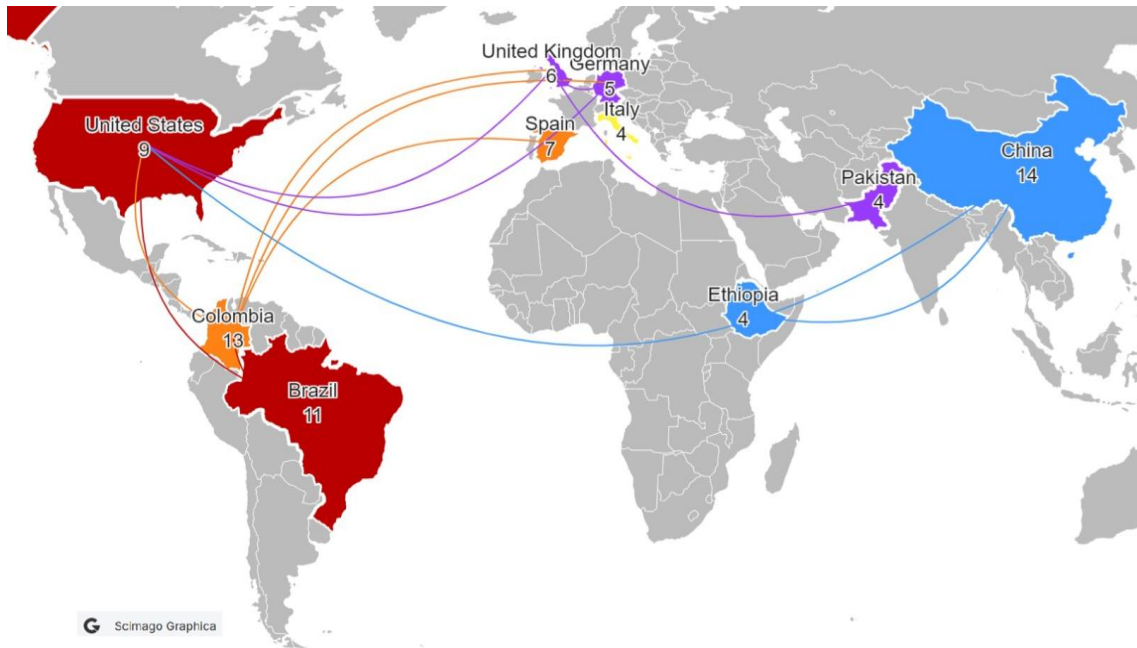 United Kingdom
6
Germany
5
Italy
4
United States
9
Spain
7
China
14
Pakistan
4
Ethiopia
4
Colombia
13
Brazil
11
G Scimago Graphica